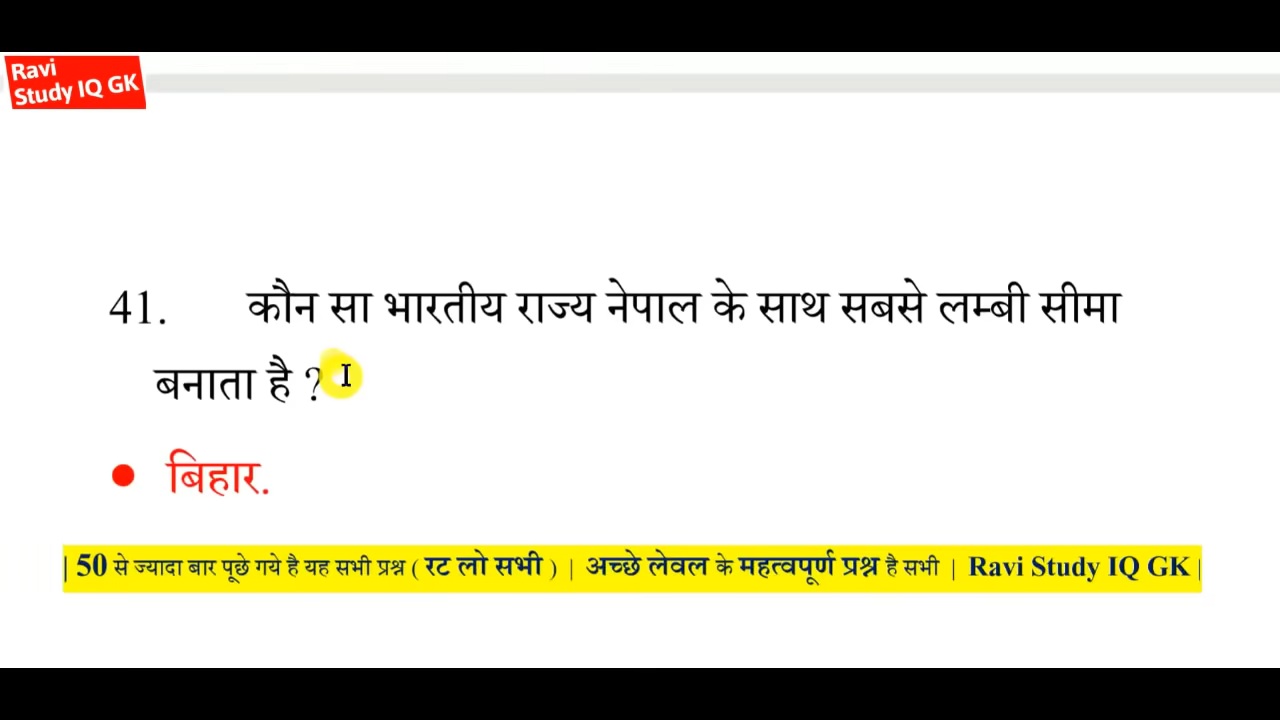 Ravi
Study IQ GK
41. कौन सा भारतीय राज्य नेपाल के साथ सबसे लम्बी सीमा
बनाता है ?
● बिहार.
| 50 से ज्यादा बार पूछे गये है यह सभी प्रश्न ( रट लो सभी ) | अच्छे लेवल के महत्वपूर्ण प्रश्न है सभी | Ravi Study IQ GK |